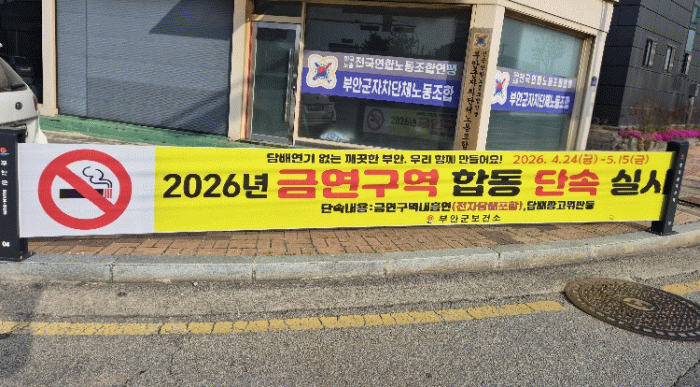 전국연합노동조합연맹
부안군자치단체노동조합
전국연합노동조합연맹
부안군자치단체노동조합
담배연기 없는 깨끗한 부안, 우리 함께 만들어요! 2026. 4.24(금)~5.15(금)
2026년 금연구역 합동 단속 실시
단속내용:금연구역내흡연(전자담배포함), 담배광고위반등
부안군보건소